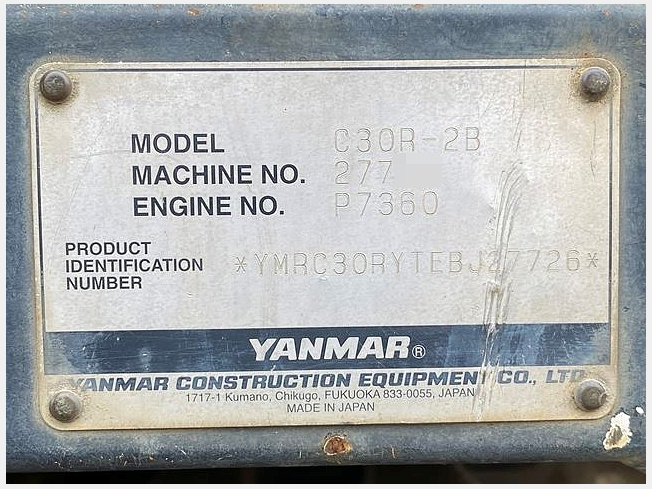 MODEL C30R-2B
MACHINE NO. 277
ENGINE NO. P7360
PRODUCT
IDENTIFICATION
NUMBER
*YMRC30RYTEBJ27726*
YANMAR®
YANMAR CONSTRUCTION EQUIPMENT CO., LTD.
1717-1 Kumano, Chikugo, FUKUOKA 833-0055, JAPAN
MADE IN JAPAN